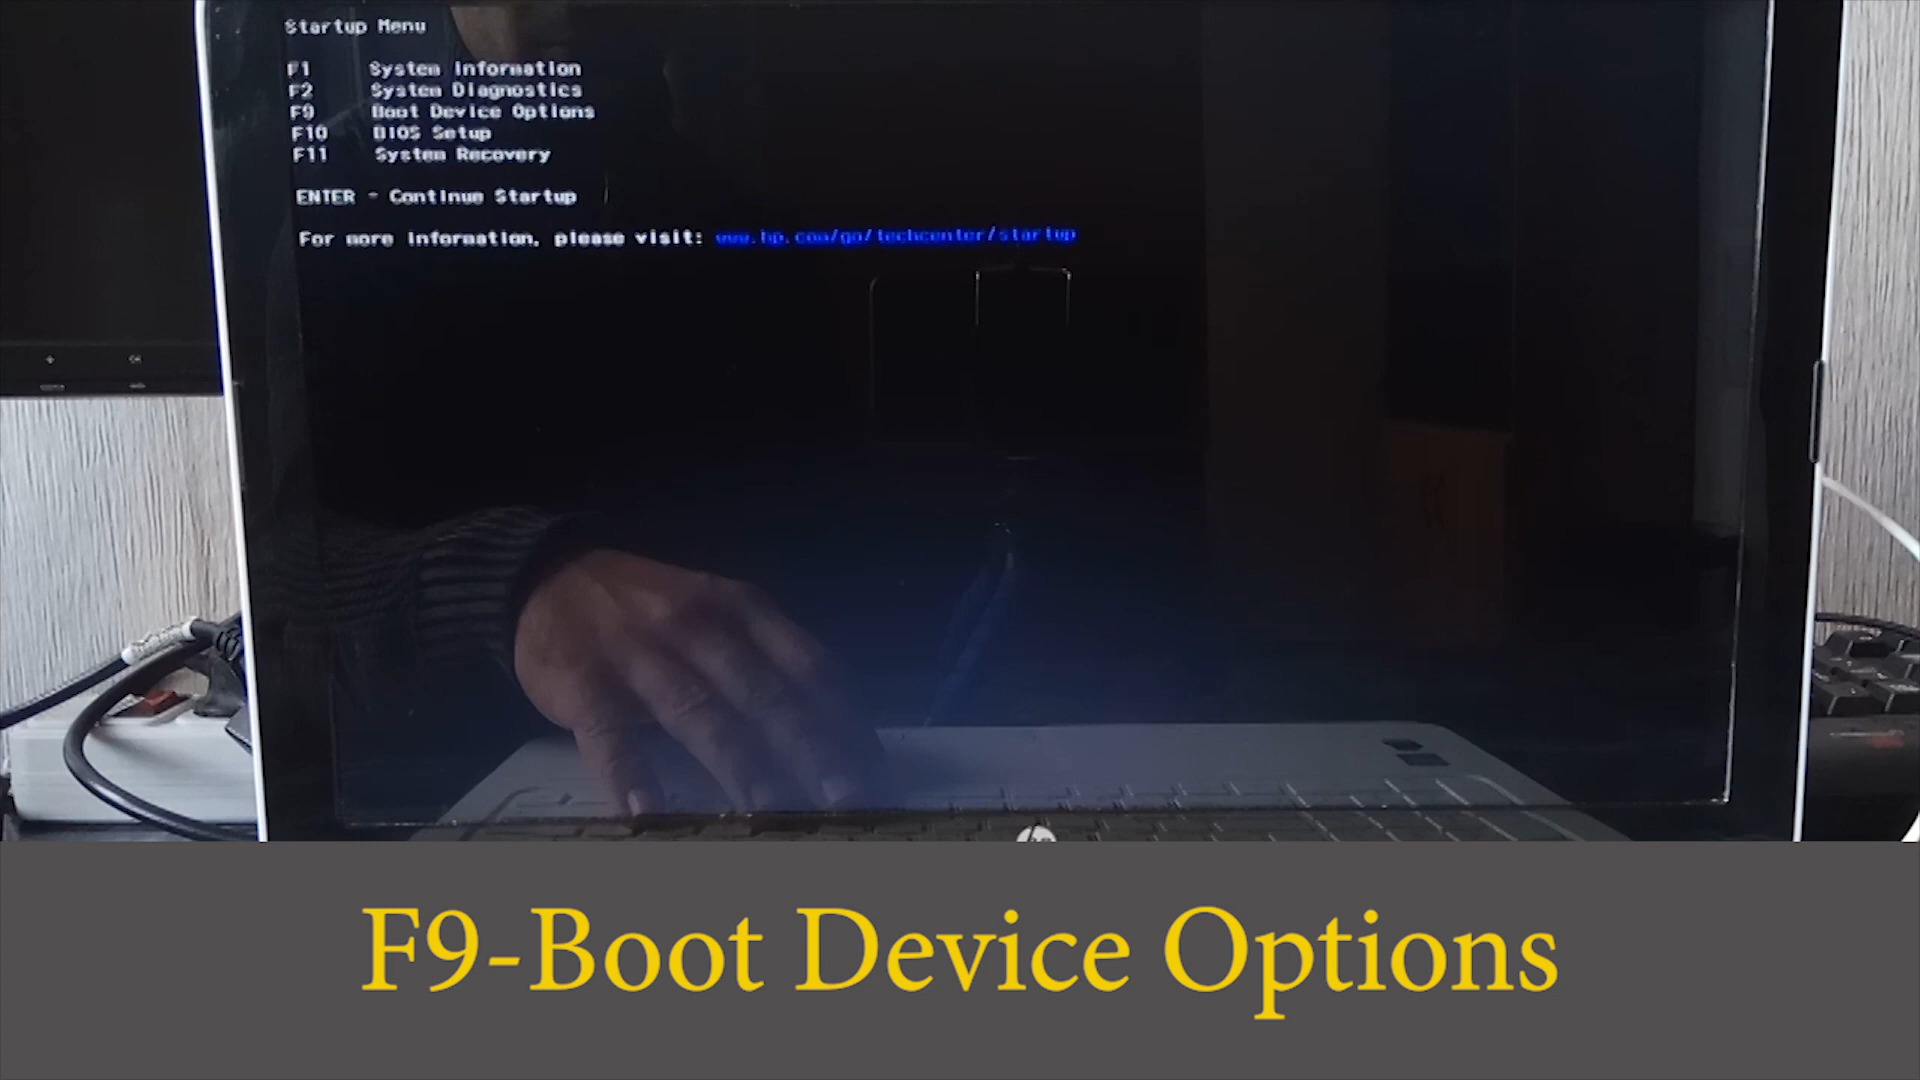 Startup Menu
F1 System Information
F2 System Diagnostics
F9 Boot Device Options
F10 BIOS Setup
F11 System Recovery
ENTER - Continue Startup
For more information, please visit: www.hp.com/go/techcenter/startup
F9-Boot Device Options